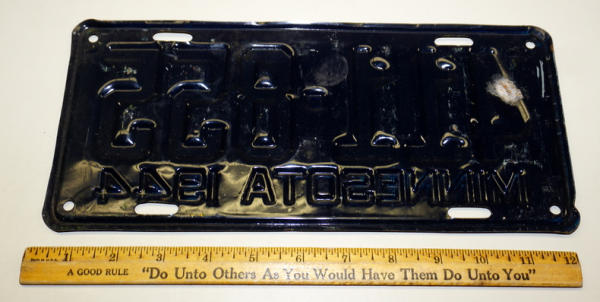 MINNESOTA 1944
1 2 3 4 5 6 7 8 9 10 11 12
A GOOD RULE "Do Unto Others As You Would Have Them Do Unto You"